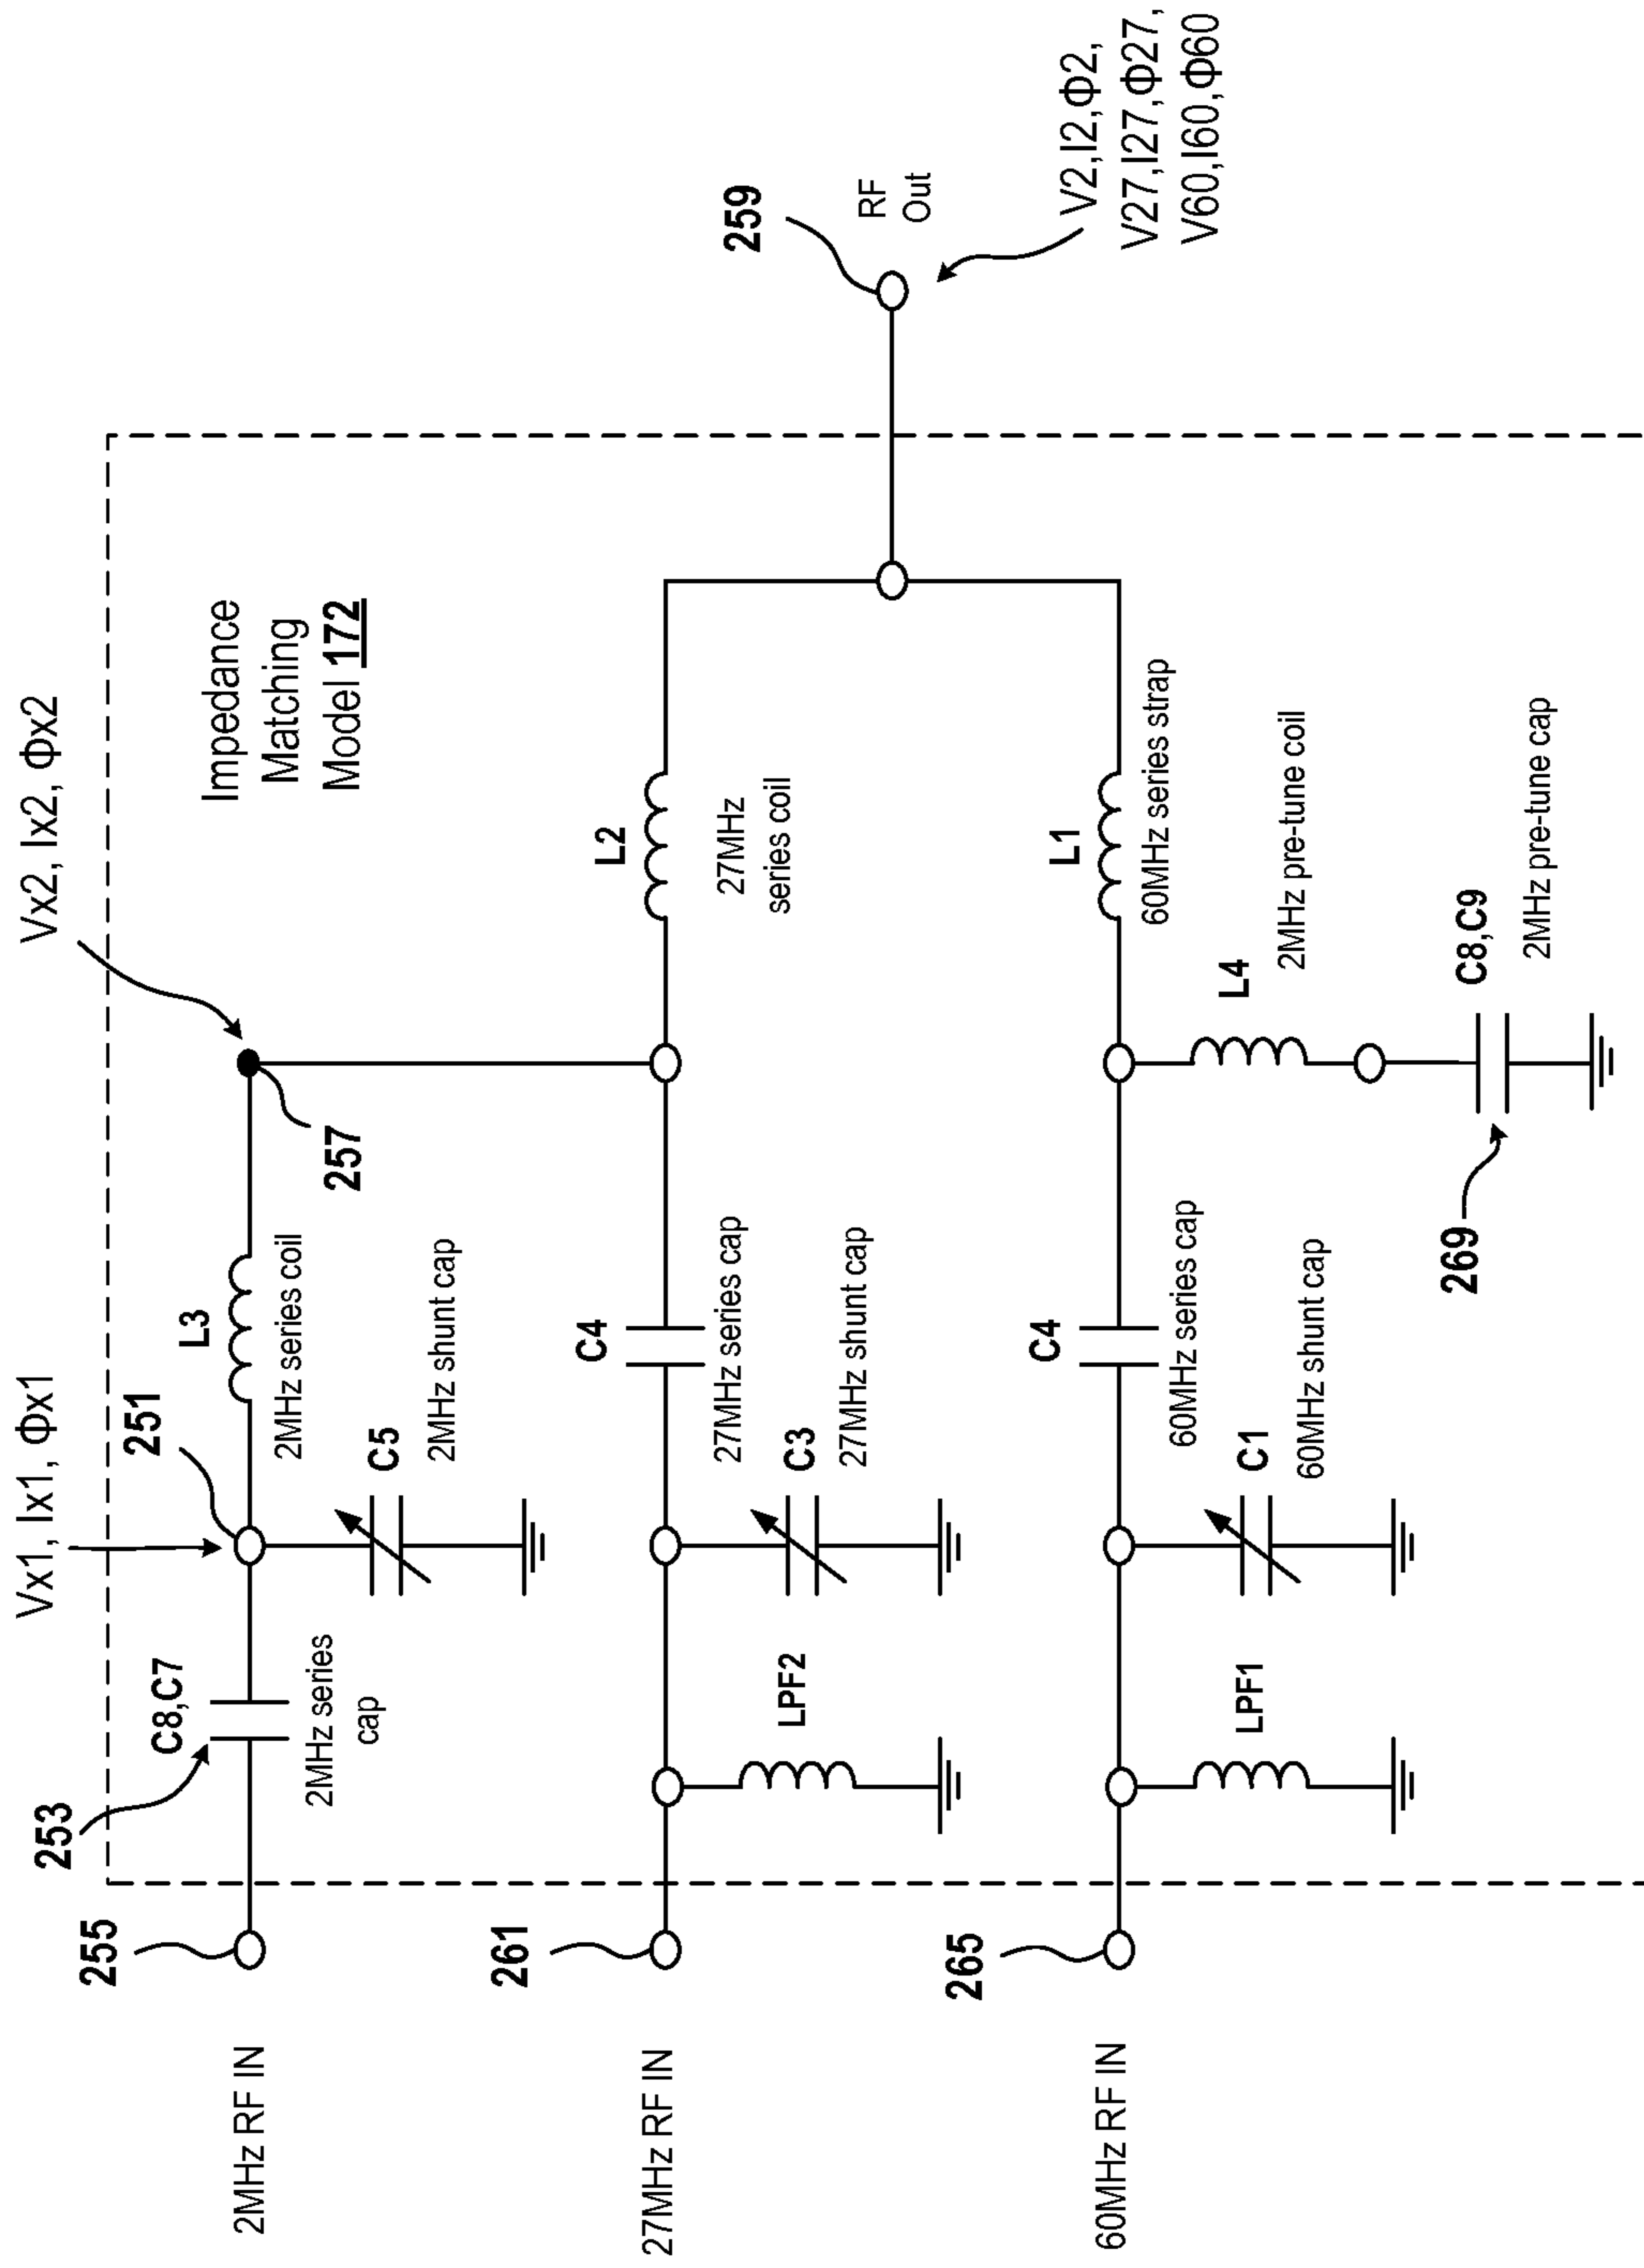 Vx1, Ix1, Φx1
Vx2, Ix2, Φx2
Impedance
Matching
Model 172
255
253
251
257
2MHz RF IN
C8,C7
2MHz series
cap
L3
2MHz series coil
C5
2MHz shunt cap
261
27MHz RF IN
LPF2
C3
27MHz shunt cap
C4
27MHz series cap
L2
27MHz
series coil
259
RF
Out
V2,I2,Φ2,
V27,I27,Φ27,
V60,I60,Φ60
265
60MHz RF IN
LPF1
C1
60MHz shunt cap
C4
60MHz series cap
L1
60MHz series strap
L4
2MHz pre-tune coil
C8,C9
2MHz pre-tune cap
269